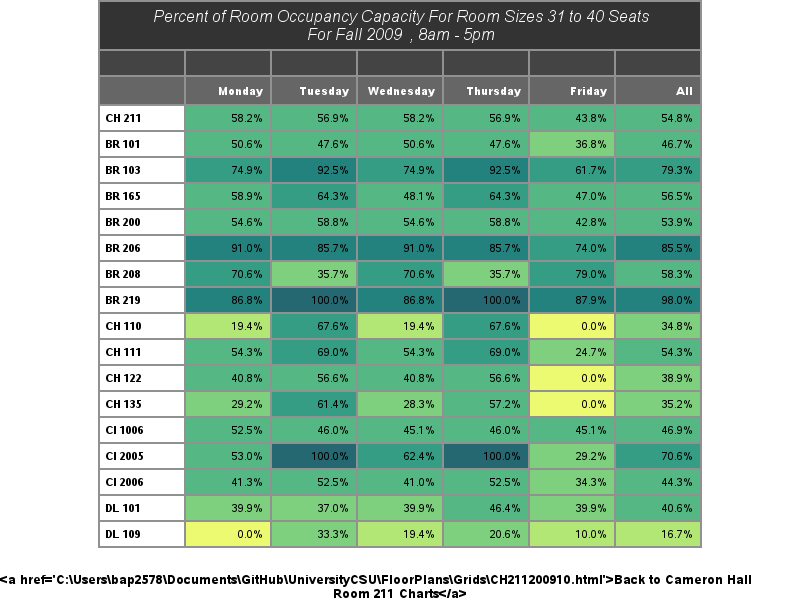 Percent of Room Occupancy Capacity For Room Sizes 31 to 40 Seats
For Fall 2009 , 8am - 5pm
Monday Tuesday Wednesday Thursday Friday All
CH 211 58.2% 56.9% 58.2% 56.9% 43.8% 54.8%
BR 101 50.6% 47.6% 50.6% 47.6% 36.8% 46.7%
BR 103 74.9% 92.5% 74.9% 92.5% 61.7% 79.3%
BR 165 58.9% 64.3% 48.1% 64.3% 47.0% 56.5%
BR 200 54.6% 58.8% 54.6% 58.8% 42.8% 53.9%
BR 206 91.0% 85.7% 91.0% 85.7% 74.0% 85.5%
BR 208 70.6% 35.7% 70.6% 35.7% 79.0% 58.3%
BR 219 86.8% 100.0% 86.8% 100.0% 87.9% 98.0%
CH 110 19.4% 67.6% 19.4% 67.6% 0.0% 34.8%
CH 111 54.3% 69.0% 54.3% 69.0% 24.7% 54.3%
CH 122 40.8% 56.6% 40.8% 56.6% 0.0% 38.9%
CH 135 29.2% 61.4% 28.3% 57.2% 0.0% 35.2%
CI 1006 52.5% 46.0% 45.1% 46.0% 45.1% 46.9%
CI 2005 53.0% 100.0% 62.4% 100.0% 29.2% 70.6%
CI 2006 41.3% 52.5% 41.0% 52.5% 34.3% 44.3%
DL 101 39.9% 37.0% 39.9% 46.4% 39.9% 40.6%
DL 109 0.0% 33.3% 19.4% 20.6% 10.0% 16.7%
<a href='C:\Users\bap2578\Documents\GitHub\UniversityCSU\FloorPlans\Grids\CH211200910.html'>Back to Cameron Hall
Room 211 Charts</a>